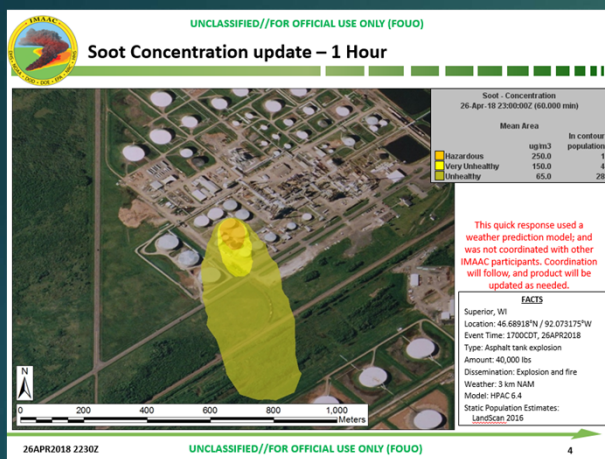 UNCLASSIFIED//FOR OFFICIAL USE ONLY (FOUO)
IMAAC
Soot Concentration update – 1 Hour
Soot - Concentration
26-Apr-18 23:00:00Z (60.000 min)
Mean Area
ug/m3 In contour population
Hazardous 250.0 1
Very Unhealthy 150.0 4
Unhealthy 65.0 28
This quick response used a
weather prediction model; and
was not coordinated with other
IMAAC participants. Coordination
will follow, and product will be
updated as needed.
FACTS
Superior, WI
Location: 46.68918°N / 92.073175°W
Event Time: 1700CDT, 26APR2018
Type: Asphalt tank explosion
Amount: 40,000 lbs
Dissemination: Explosion and fire
Weather: 3 km NAM
Model: HPAC 6.4
Static Population Estimates:
LandScan 2016
N
0 200 400 600 800 1,000
Meters
26APR2018 2230Z
UNCLASSIFIED//FOR OFFICIAL USE ONLY (FOUO)
4